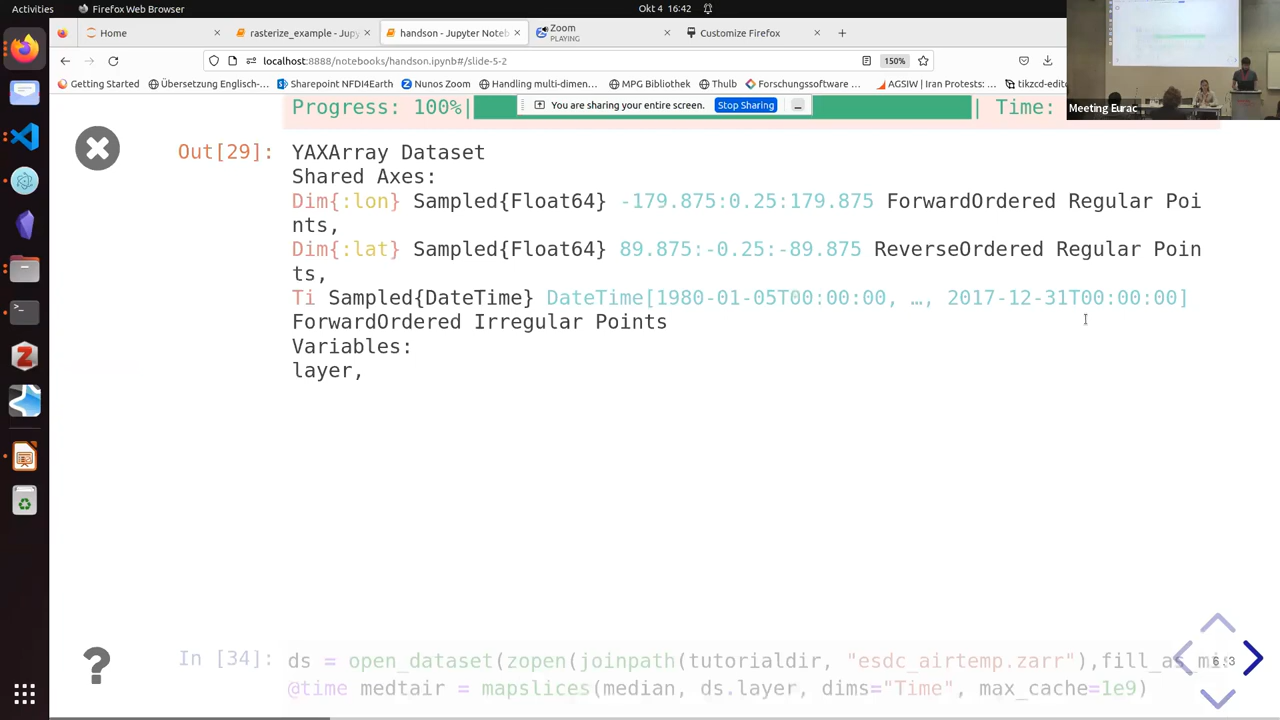 Activities
Firefox Web Browser
Okt 4 16:42
Home
rasterize_example - Jupy
handson - Jupyter Noteb
Zoom
PLAYING
Customize Firefox
localhost:8888/notebooks/handson.ipynb#/slide-5-2
150%
Getting Started
Übersetzung Englisch-...
Sharepoint NFDI4Earth
Handling multi-dimen...
MPG Bibliothek
Thulb
Forschungssoftware ...
AGSIW | Iran Protests: ...
tikzcd-edit
Meeting Eurac
Progress: 100%|
You are sharing your entire screen.
Stop Sharing
| Time:
Out[29]:
YAXArray Dataset
Shared Axes:
Dim{:lon} Sampled{Float64} -179.875:0.25:179.875 ForwardOrdered Regular Poi
nts,
Dim{:lat} Sampled{Float64} 89.875:-0.25:-89.875 ReverseOrdered Regular Poin
ts,
Ti Sampled{DateTime} DateTime[1980-01-05T00:00:00, …, 2017-12-31T00:00:00]
ForwardOrdered Irregular Points
Variables:
layer,
In [34]:
ds = open_dataset(zopen(joinpath(tutorialdir, "esdc_airtemp.zarr"),fill_as_mis
@time medtair = mapslices(median, ds.layer, dims="Time", max_cache=1e9)
6.3